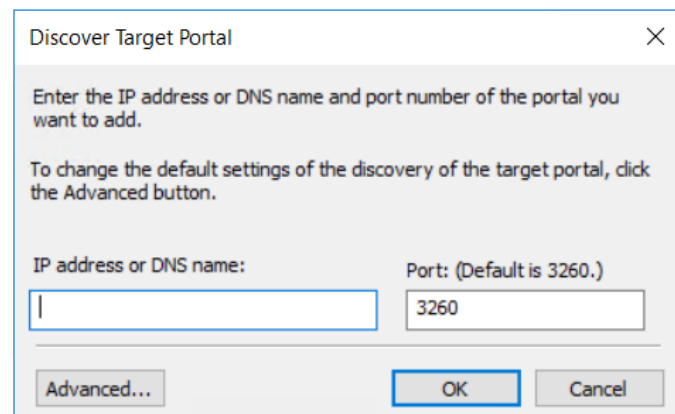 Discover Target Portal
Enter the IP address or DNS name and port number of the portal you
want to add.
To change the default settings of the discovery of the target portal, click
the Advanced button.
IP address or DNS name:
Port: (Default is 3260.)
3260
Advanced...
OK
Cancel